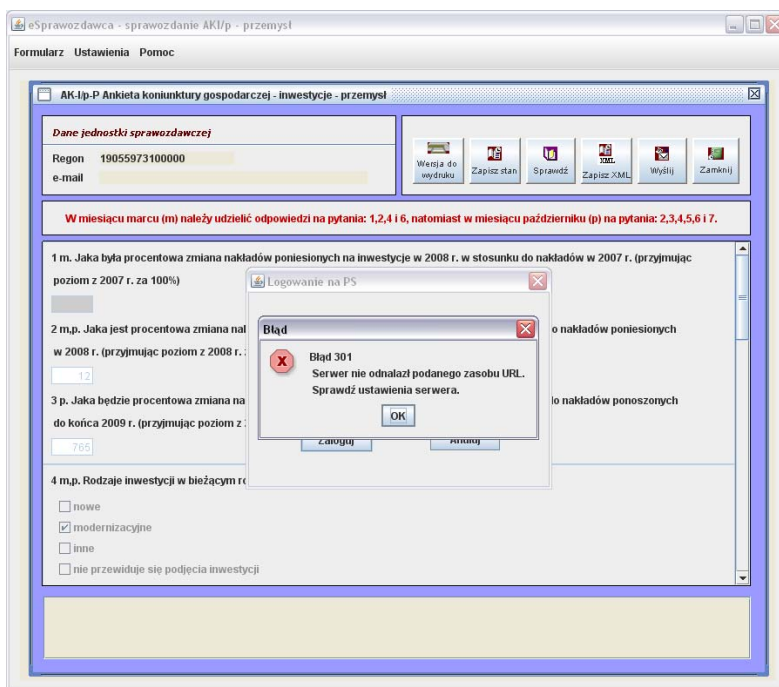 eSprawozdawca - sprawozdanie AKI/p - przemysł
Formularz Ustawienia Pomoc
AK-I/p-P Ankieta koniunktury gospodarczej - inwestycje - przemysł
Dane jednostki sprawozdawczej
Regon 19055973100000
e-mail
Wersja do wydruku
Zapisz stan
Sprawdź
XML
Zapisz XML
Wyślij
Zamknij
W miesiącu marcu (m) należy udzielić odpowiedzi na pytania: 1,2,4 i 6, natomiast w miesiącu październiku (p) na pytania: 2,3,4,5,6 i 7.
1 m. Jaka była procentowa zmiana nakładów poniesionych na inwestycje w 2008 r. w stosunku do nakładów w 2007 r. (przyjmując
poziom z 2007 r. za 100%)
Logowanie na PS
2 m,p. Jaka jest procentowa zmiana nakładów poniesionych
w 2008 r. (przyjmując poziom z 2008 r.
12
3 p. Jaka będzie procentowa zmiana nakładów ponoszonych
do końca 2009 r. (przyjmując poziom z
765
Błąd
Błąd 301
Serwer nie odnalazł podanego zasobu URL.
Sprawdź ustawienia serwera.
OK
Zaloguj Anuluj
4 m,p. Rodzaje inwestycji w bieżącym
nowe
modernizacyjne
inne
nie przewiduje się podjęcia inwestycji